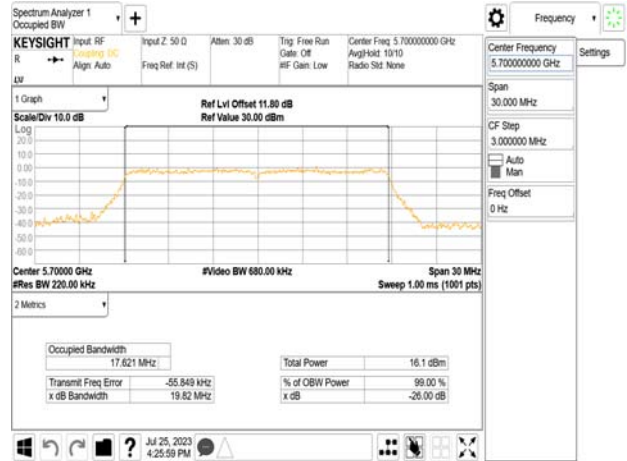 Spectrum Analyzer 1
Occupied BW
+
Frequency
KEYSIGHT
R
Input: RF
Coupling: DC
Align: Auto
Input Z: 50 Ω
Freq Ref: Int (S)
Atten: 30 dB
Trig: Free Run
Gate: Off
#IF Gain: Low
Center Freq: 5.700000000 GHz
Avg|Hold: 10/10
Radio Std: None
Center Frequency
5.700000000 GHz
Settings
Span
30.000 MHz
CF Step
3.000000 MHz
Auto
Man
Freq Offset
0 Hz
1 Graph
Scale/Div 10.0 dB
Ref Lvl Offset 11.80 dB
Ref Value 30.00 dBm
Log
20.0
10.0
0.00
-10.0
-20.0
-30.0
-40.0
-50.0
-60.0
Center 5.70000 GHz
#Res BW 220.00 kHz
#Video BW 680.00 kHz
Span 30 MHz
Sweep 1.00 ms (1001 pts)
2 Metrics
Occupied Bandwidth
17.621 MHz
Transmit Freq Error -55.849 kHz
x dB Bandwidth 19.82 MHz
Total Power 16.1 dBm
% of OBW Power 99.00 %
x dB -26.00 dB
?
Jul 25, 2023
4:25:59 PM